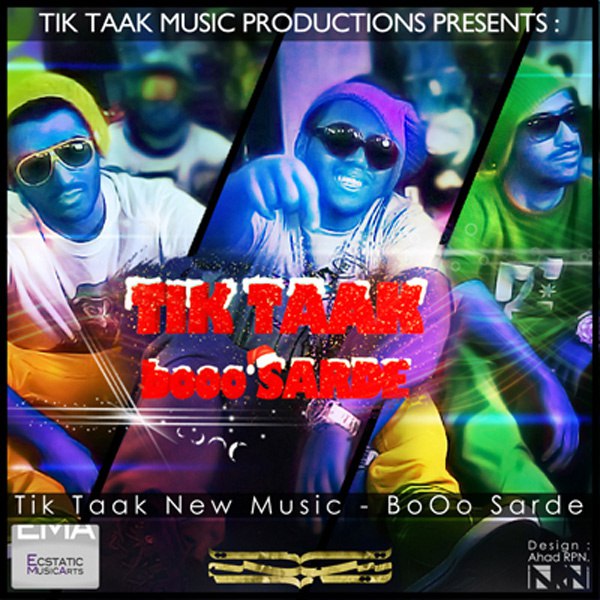 TIK TAAK MUSIC PRODUCTIONS PRESENTS :
TIK TAAK
booo SARDE
Tik Taak New Music - BoOo Sarde
EMA
ECSTATIC
MUSICARTS
Design :
Ahad RPN.